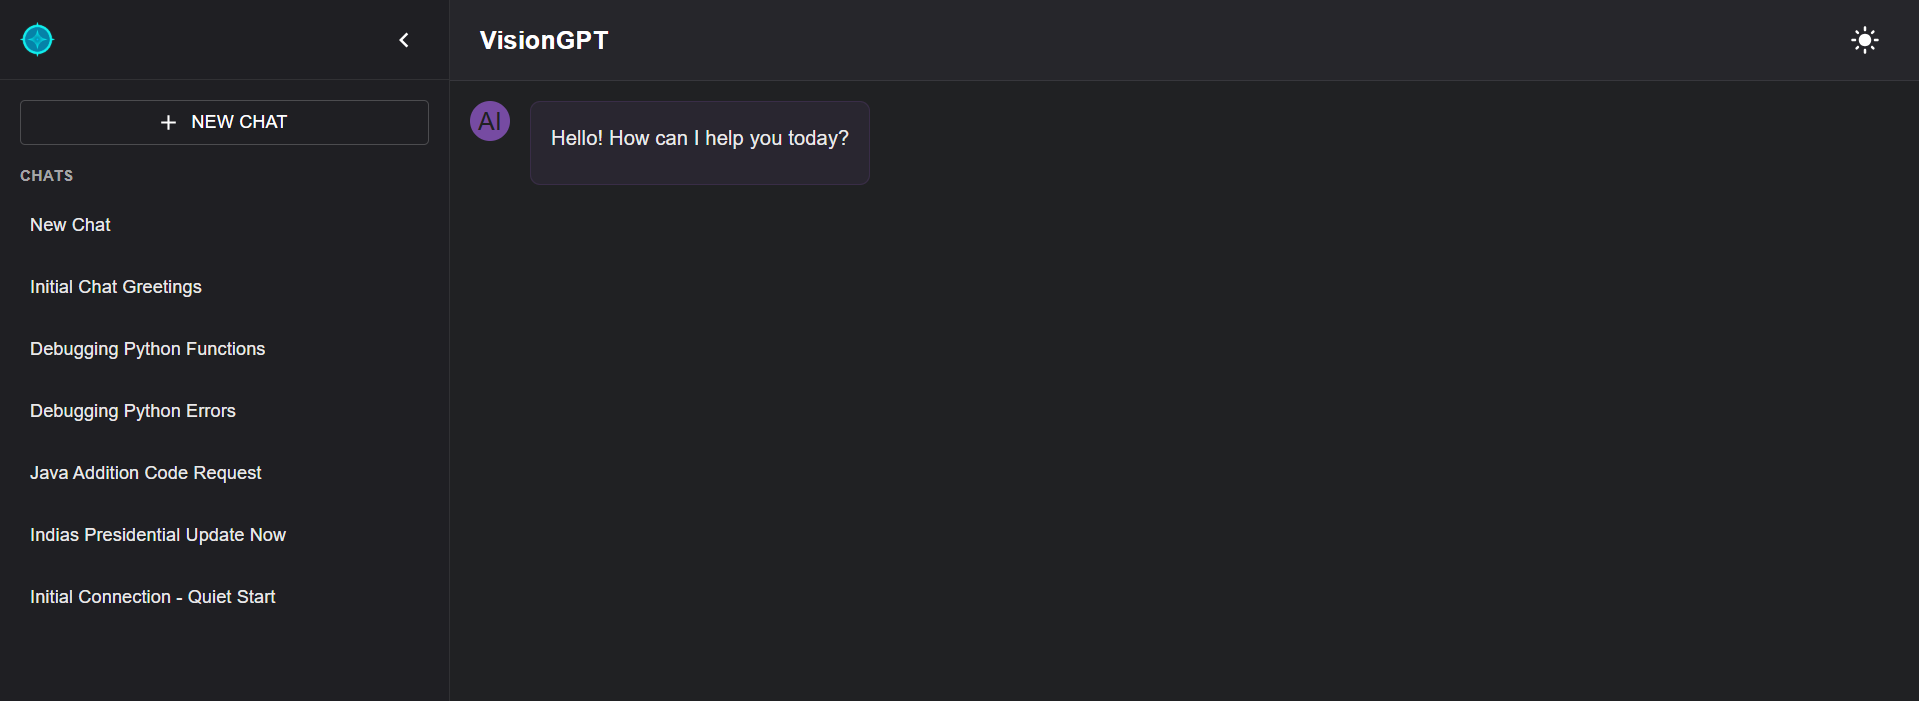 VisionGPT
NEW CHAT
CHATS
New Chat
Initial Chat Greetings
Debugging Python Functions
Debugging Python Errors
Java Addition Code Request
Indias Presidential Update Now
Initial Connection - Quiet Start
AI
Hello! How can I help you today?